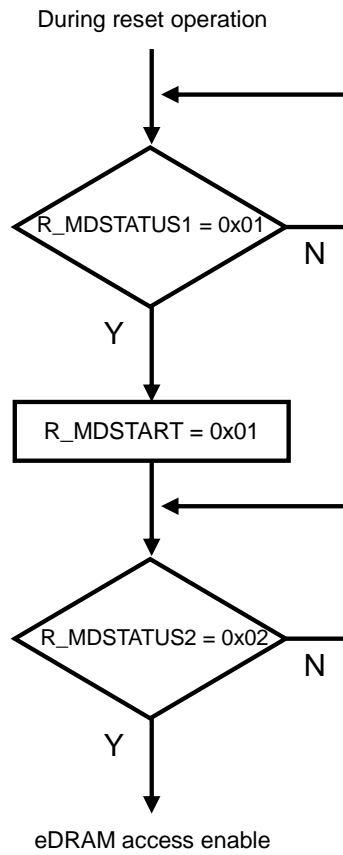 During reset operation
R_MDSTATUS1 = 0x01
N
Y
R_MDSTART = 0x01
R_MDSTATUS2 = 0x02
N
Y
eDRAM access enable